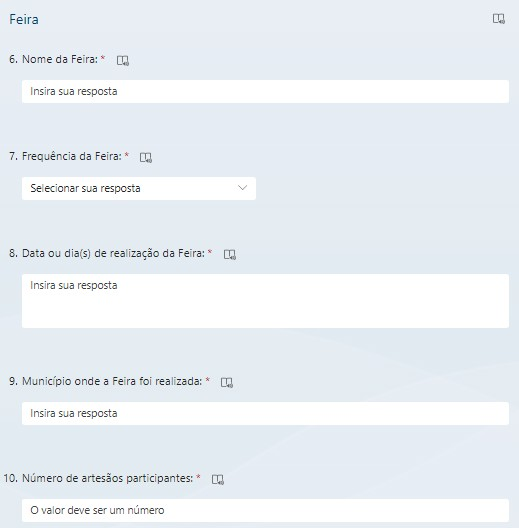 Feira
6. Nome da Feira: *
Insira sua resposta
7. Frequência da Feira: *
Selecionar sua resposta
8. Data ou dia(s) de realização da Feira: *
Insira sua resposta
9. Município onde a Feira foi realizada: *
Insira sua resposta
10. Número de artesãos participantes: *
O valor deve ser um número